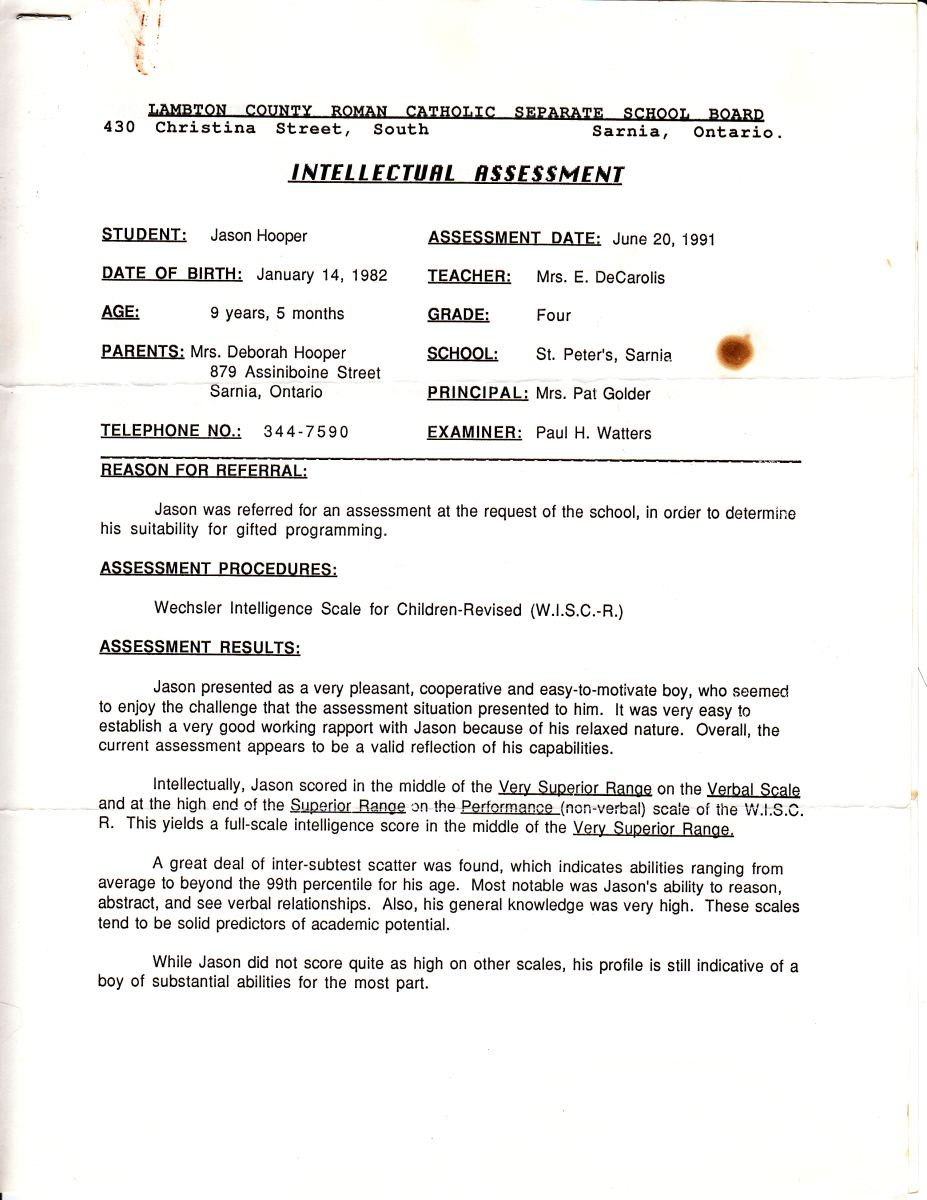 LAMBTON COUNTY ROMAN CATHOLIC SEPARATE SCHOOL BOARD
430 Christina Street, South Sarnia, Ontario.
INTELLECTUAL ASSESSMENT
STUDENT: Jason Hooper ASSESSMENT DATE: June 20, 1991
DATE OF BIRTH: January 14, 1982 TEACHER: Mrs. E. DeCarolis
AGE: 9 years, 5 months GRADE: Four
PARENTS: Mrs. Deborah Hooper SCHOOL: St. Peter's, Sarnia
879 Assiniboine Street
Sarnia, Ontario PRINCIPAL: Mrs. Pat Golder
TELEPHONE NO.: 344-7590 EXAMINER: Paul H. Watters
REASON FOR REFERRAL:
Jason was referred for an assessment at the request of the school, in order to determine
his suitability for gifted programming.
ASSESSMENT PROCEDURES:
Wechsler Intelligence Scale for Children-Revised (W.I.S.C.-R.)
ASSESSMENT RESULTS:
Jason presented as a very pleasant, cooperative and easy-to-motivate boy, who seemed
to enjoy the challenge that the assessment situation presented to him. It was very easy to
establish a very good working rapport with Jason because of his relaxed nature. Overall, the
current assessment appears to be a valid reflection of his capabilities.
Intellectually, Jason scored in the middle of the Very Superior Range on the Verbal Scale
and at the high end of the Superior Range on the Performance (non-verbal) scale of the W.I.S.C.
R. This yields a full-scale intelligence score in the middle of the Very Superior Range.
A great deal of inter-subtest scatter was found, which indicates abilities ranging from
average to beyond the 99th percentile for his age. Most notable was Jason's ability to reason,
abstract, and see verbal relationships. Also, his general knowledge was very high. These scales
tend to be solid predictors of academic potential.
While Jason did not score quite as high on other scales, his profile is still indicative of a
boy of substantial abilities for the most part.